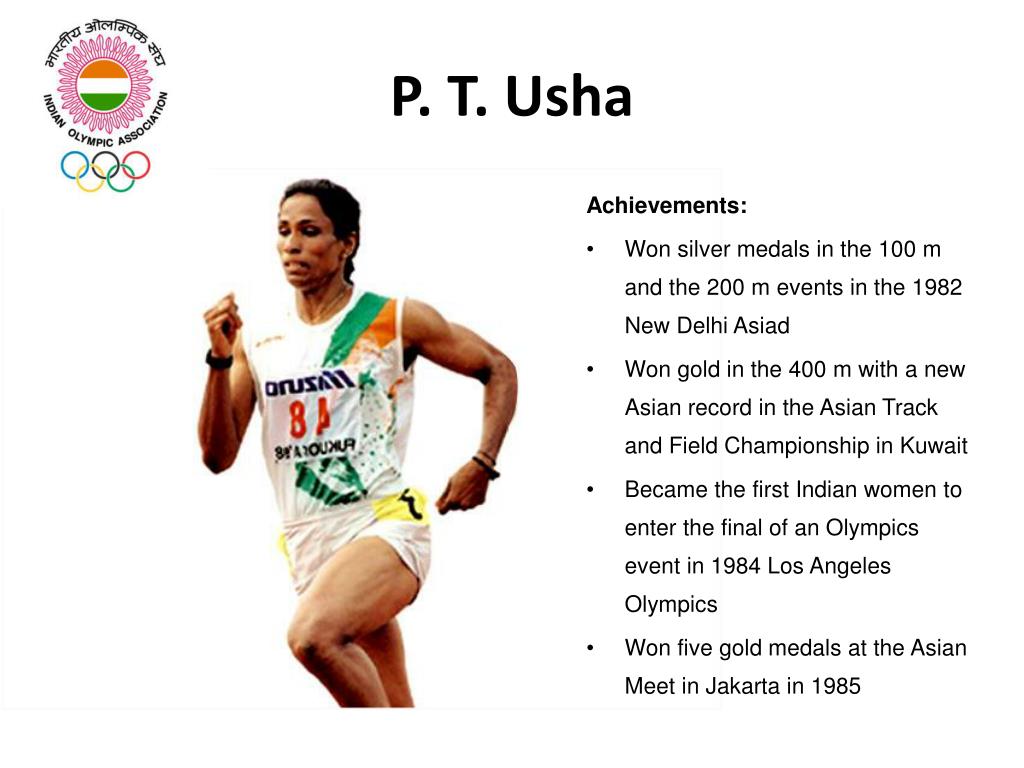 भारतीय ओलम्पिक संघ
INDIAN OLYMPIC ASSOCIATION
P. T. Usha
Achievements:
• Won silver medals in the 100 m
and the 200 m events in the 1982
New Delhi Asiad
• Won gold in the 400 m with a new
Asian record in the Asian Track
and Field Championship in Kuwait
• Became the first Indian women to
enter the final of an Olympics
event in 1984 Los Angeles
Olympics
• Won five gold medals at the Asian
Meet in Jakarta in 1985